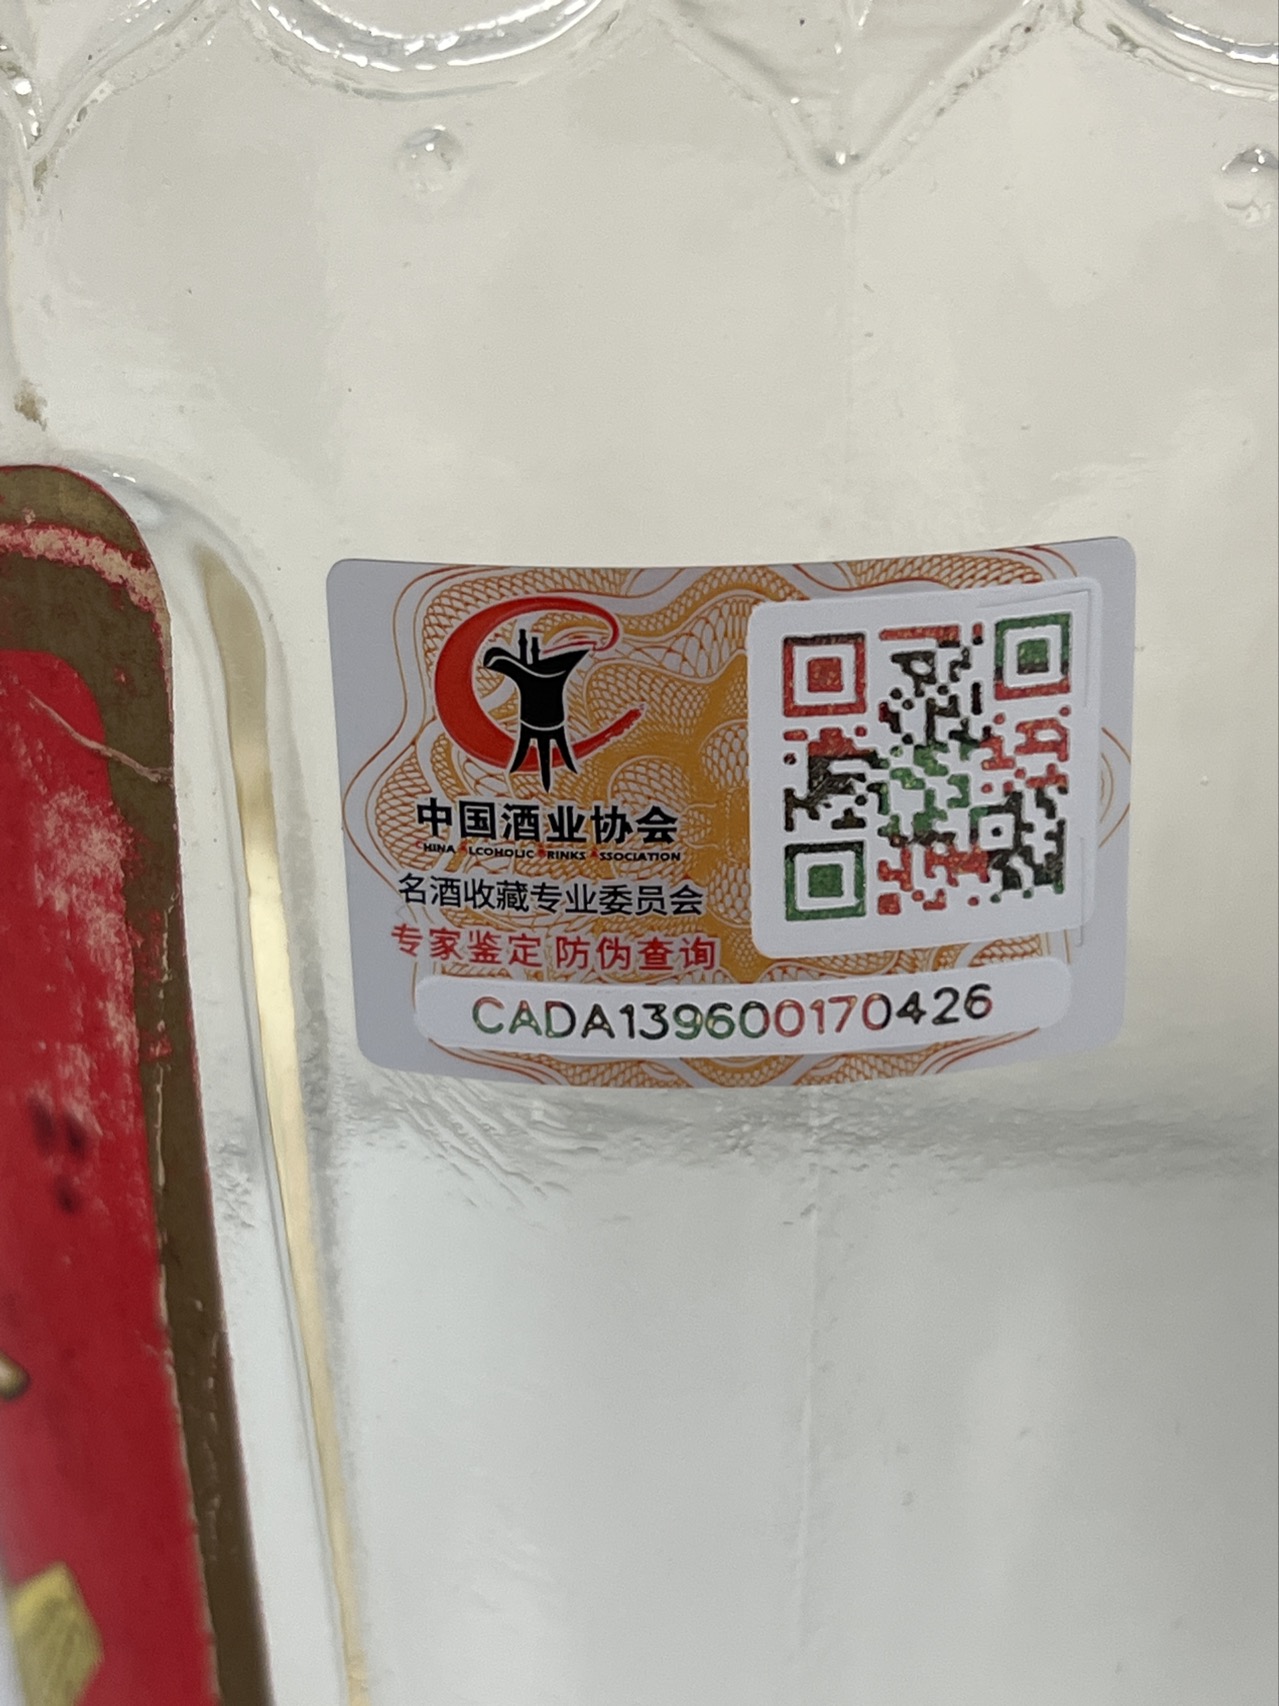 中国酒业协会
CHINA ALCOHOLIC DRINKS ASSOCIATION
名酒收藏专业委员会
专家鉴定 防伪查询
CADA139600170426